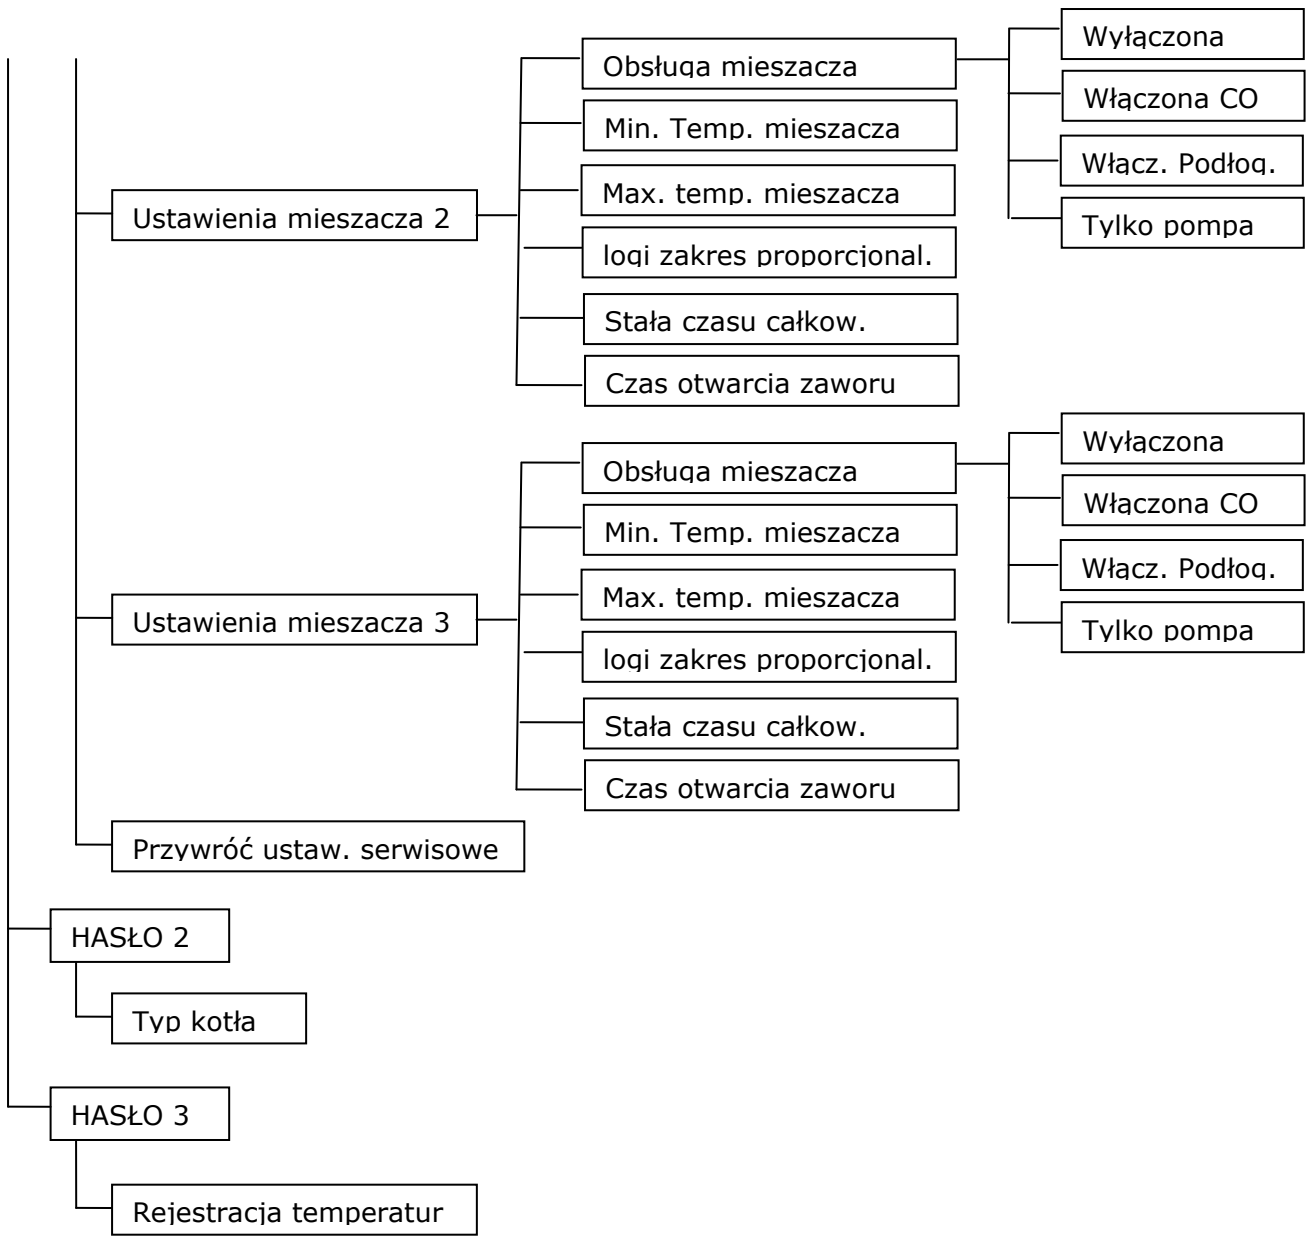 Wyłączona
Obsługa mieszacza
Włączona CO
Min. Temp. mieszacza
Włącz. Podłog.
Max. temp. mieszacza
Ustawienia mieszacza 2
Tylko pompa
logi zakres proporcjonal.
Stała czasu całkow.
Czas otwarcia zaworu
Wyłączona
Obsługa mieszacza
Włączona CO
Min. Temp. mieszacza
Włącz. Podłog.
Max. temp. mieszacza
Ustawienia mieszacza 3
Tylko pompa
logi zakres proporcjonal.
Stała czasu całkow.
Czas otwarcia zaworu
Przywróć ustaw. serwisowe
HASŁO 2
Typ kotła
HASŁO 3
Rejestracja temperatur